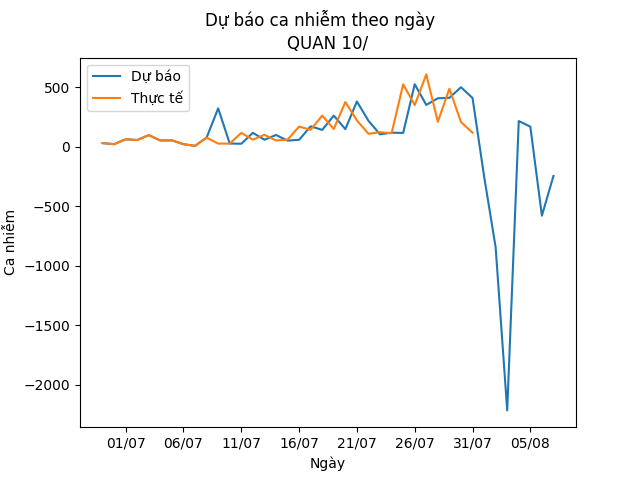 Dự báo ca nhiễm theo ngày
QUAN 10/
Dự báo
Thực tế
500
0
−500
−1000
−1500
−2000
Ca nhiễm
01/07 06/07 11/07 16/07 21/07 26/07 31/07 05/08
Ngày